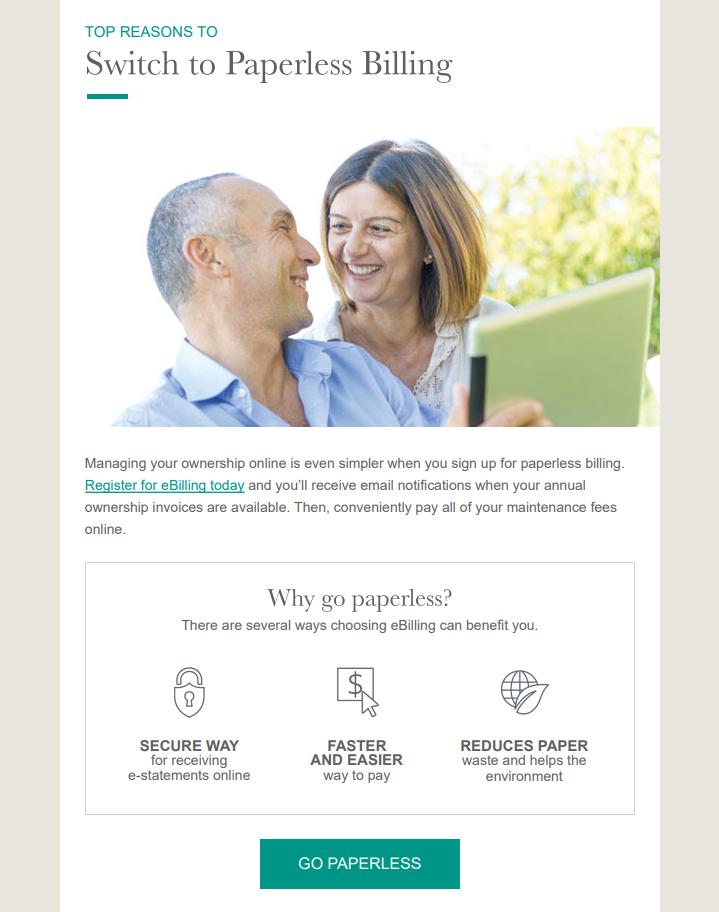 TOP REASONS TO
Switch to Paperless Billing
Managing your ownership online is even simpler when you sign up for paperless billing.
Register for eBilling today and you’ll receive email notifications when your annual
ownership invoices are available. Then, conveniently pay all of your maintenance fees
online.
Why go paperless?
There are several ways choosing eBilling can benefit you.
$
SECURE WAY
for receiving
e-statements online
FASTER
AND EASIER
way to pay
REDUCES PAPER
waste and helps the
environment
GO PAPERLESS